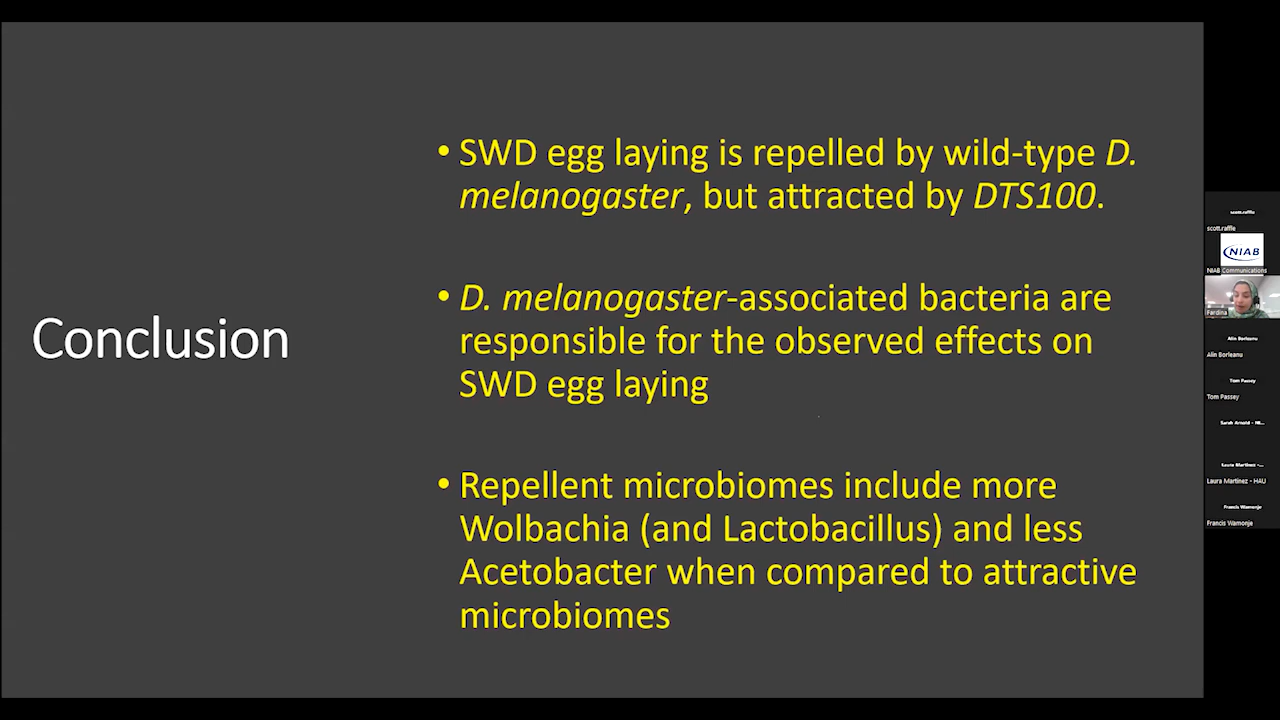 Conclusion
• SWD egg laying is repelled by wild-type D.
melanogaster, but attracted by DTS100.
• D. melanogaster-associated bacteria are
responsible for the observed effects on
SWD egg laying
• Repellent microbiomes include more
Wolbachia (and Lactobacillus) and less
Acetobacter when compared to attractive
microbiomes
scott.raffle
scott.raffle
NIAB
NIAB Communications
Fardina
Alin Borleanu
Alin Borleanu
Tom Passey
Tom Passey
Sarah Arnold - NI...
Laura Martinez -...
Laura Martinez - HAU
Francis Wamonje
Francis Wamonje